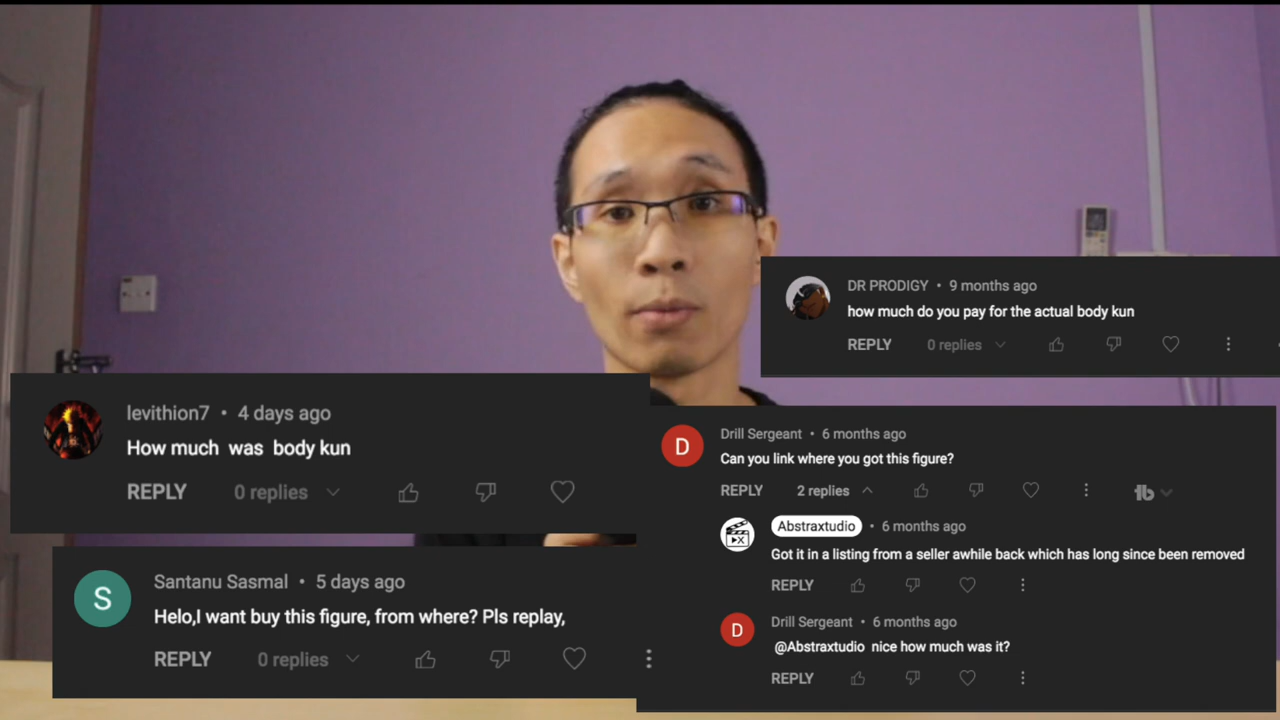 DR PRODIGY • 9 months ago
how much do you pay for the actual body kun
REPLY 0 replies
levithion7 • 4 days ago
How much was body kun
REPLY 0 replies
D
Drill Sergeant • 6 months ago
Can you link where you got this figure?
REPLY 2 replies
tb
Abstraxtudio • 6 months ago
Got it in a listing from a seller awhile back which has long since been removed
REPLY
D
Drill Sergeant • 6 months ago
@Abstraxtudio nice how much was it?
REPLY
S
Santanu Sasmal • 5 days ago
Helo,I want buy this figure, from where? Pls replay,
REPLY 0 replies